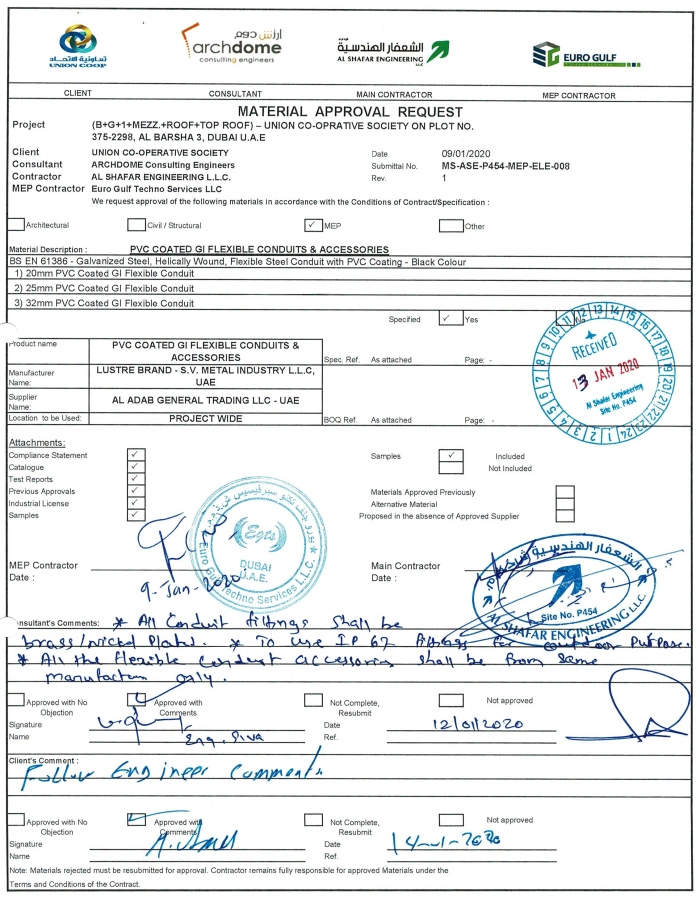 تعاونية الاتحاد
UNION COOP
ارتش دوم
archdome
consulting engineers
الشعفار الهندسية
AL SHAFAR ENGINEERING LLC
EURO GULF
CLIENT CONSULTANT MAIN CONTRACTOR MEP CONTRACTOR
MATERIAL APPROVAL REQUEST
Project (B+G+1+MEZZ.+ROOF+TOP ROOF) – UNION CO-OPRATIVE SOCIETY ON PLOT NO.
375-2298, AL BARSHA 3, DUBAI U.A.E
Client UNION CO-OPERATIVE SOCIETY Date 09/01/2020
Consultant ARCHDOME Consulting Engineers Submittal No. MS-ASE-P454-MEP-ELE-008
Contractor AL SHAFAR ENGINEERING L.L.C. Rev. 1
MEP Contractor Euro Gulf Techno Services LLC
We request approval of the following materials in accordance with the Conditions of Contract/Specification :
Architectural Civil / Structural ✓ MEP Other
Material Description : PVC COATED GI FLEXIBLE CONDUITS & ACCESSORIES
BS EN 61386 - Galvanized Steel, Helically Wound, Flexible Steel Conduit with PVC Coating - Black Colour
1) 20mm PVC Coated GI Flexible Conduit
2) 25mm PVC Coated GI Flexible Conduit
3) 32mm PVC Coated GI Flexible Conduit
Specified ✓ Yes
RECEIVED
13 JAN 2020
Al Shafar Engineering
Site No. P454
Product name PVC COATED GI FLEXIBLE CONDUITS &
ACCESSORIES Spec. Ref. As attached Page: -
Manufacturer Name: LUSTRE BRAND - S.V. METAL INDUSTRY L.L.C,
UAE
Supplier Name: AL ADAB GENERAL TRADING LLC - UAE
Location to be Used: PROJECT WIDE BOQ Ref. As attached Page: -
Attachments:
Compliance Statement ✓ Samples ✓ Included
Catalogue ✓ Not Included
Test Reports ✓
Previous Approvals ✓ Materials Approved Previously
Industrial License ✓ Alternative Material
Samples ✓ Proposed in the absence of Approved Supplier
Egts
DUBAI
U.A.E.
Euro Gulf Techno Services L.L.C.
MEP Contractor Main Contractor
Date : 9-Jan-2020 Date :
الشعفار الهندسية
Site No. P454
AL SHAFAR ENGINEERING LLC.
onsultant's Comments: * All Conduit fittings Shall be
brass/nickel Plated. * To use IP 67 fittings For outdoor Purpose.
* All the flexible conduit accessories shall be from same
manufacturer only.
Approved with No Objection ✓ Approved with Comments Not Complete, Resubmit Not approved
Signature Date 12/01/2020
Name Eng. Siva Ref.
Client's Comment :
Follow Engineer Comments
Approved with No Objection ✓ Approved with Comments Not Complete, Resubmit Not approved
Signature Date 14-1-2020
Name Ref.
Note: Materials rejected must be resubmitted for approval. Contractor remains fully responsible for approved Materials under the
Terms and Conditions of the Contract.